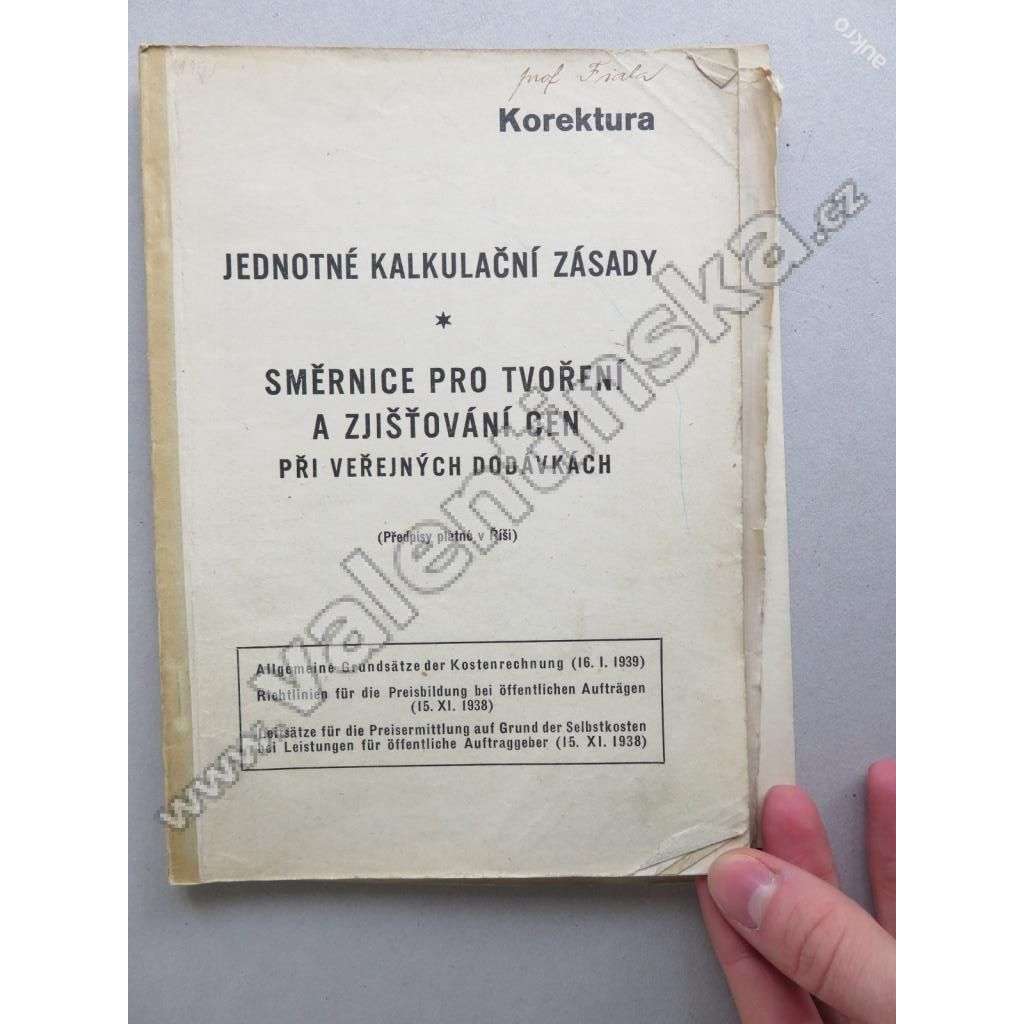 aukro
prof Fiala
Korektura
JEDNOTNÉ KALKULAČNÍ ZÁSADY
SMĚRNICE PRO TVOŘENÍ
A ZJIŠŤOVÁNÍ CEN
PŘI VEŘEJNÝCH DODÁVKÁCH
(Předpisy platné v Říši)
Allgemeine Grundsätze der Kostenrechnung (16. I. 1939)
Richtlinien für die Preisbildung bei öffentlichen Aufträgen
(15. XI. 1938)
Leitsätze für die Preisermittlung auf Grund der Selbstkosten
bei Leistungen für öffentliche Auftraggeber (15. XI. 1938)
www.valentinska.cz